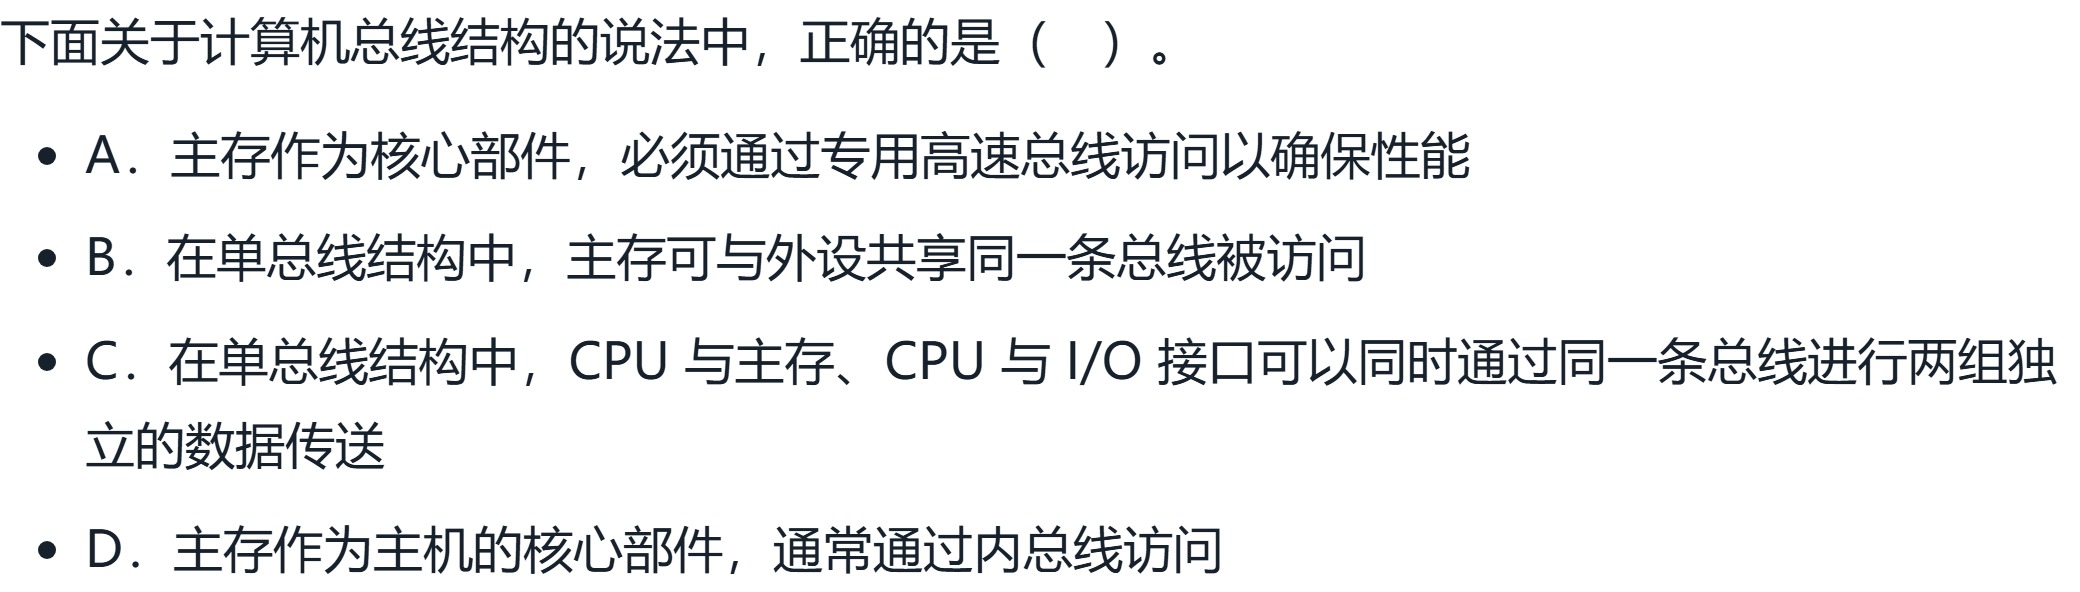 下面关于计算机总线结构的说法中，正确的是（　）。
• A．主存作为核心部件，必须通过专用高速总线访问以确保性能
• B．在单总线结构中，主存可与外设共享同一条总线被访问
• C．在单总线结构中，CPU 与主存、CPU 与 I/O 接口可以同时通过同一条总线进行两组独
立的数据传送
• D．主存作为主机的核心部件，通常通过内总线访问